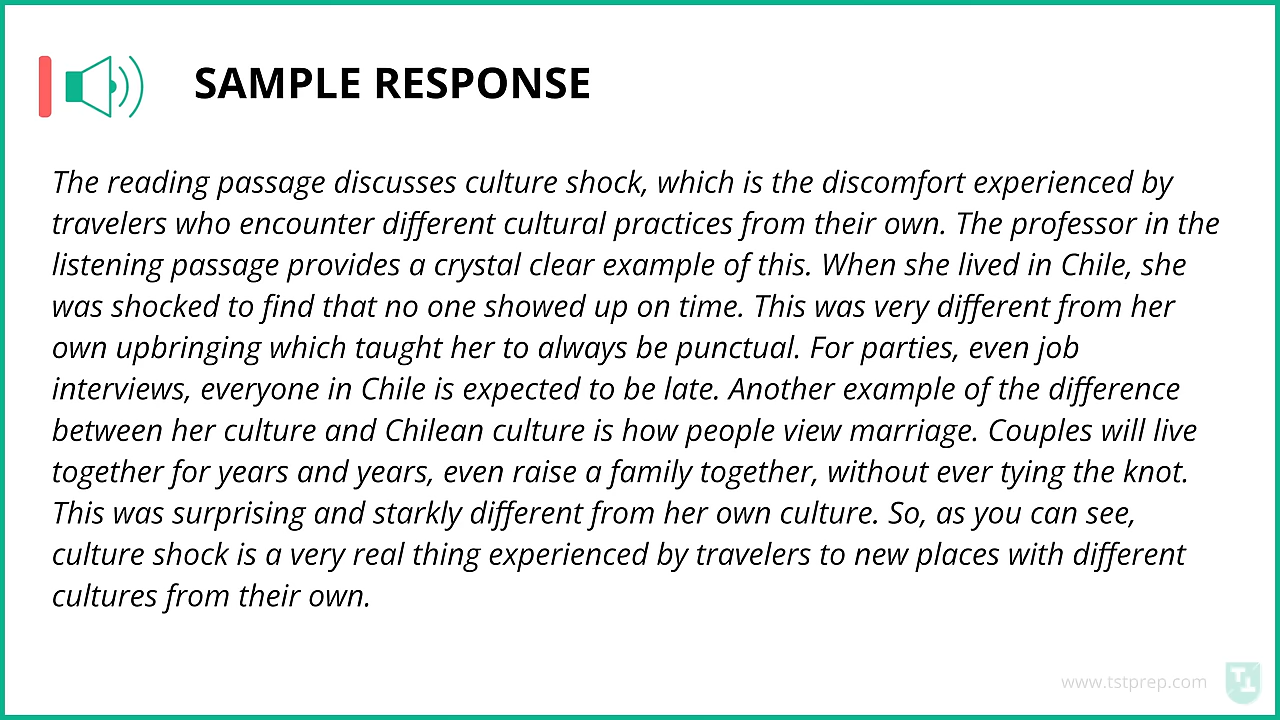 SAMPLE RESPONSE
The reading passage discusses culture shock, which is the discomfort experienced by
travelers who encounter different cultural practices from their own. The professor in the
listening passage provides a crystal clear example of this. When she lived in Chile, she
was shocked to find that no one showed up on time. This was very different from her
own upbringing which taught her to always be punctual. For parties, even job
interviews, everyone in Chile is expected to be late. Another example of the difference
between her culture and Chilean culture is how people view marriage. Couples will live
together for years and years, even raise a family together, without ever tying the knot.
This was surprising and starkly different from her own culture. So, as you can see,
culture shock is a very real thing experienced by travelers to new places with different
cultures from their own.
www.tstprep.com